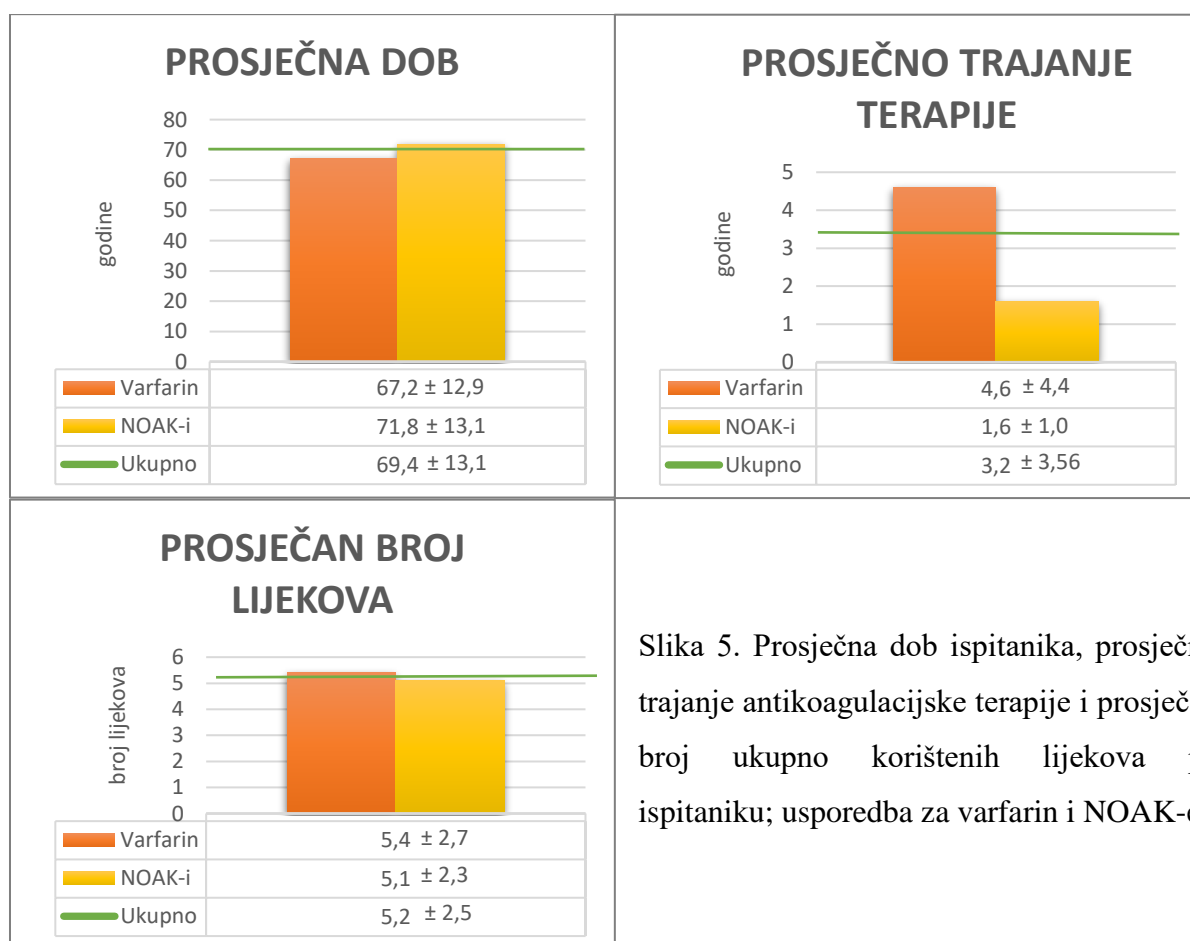 PROSJEČNA DOB
80
70
60
50
40
30
20
10
0
godine
Varfarin 67,2 ± 12,9
NOAK-i 71,8 ± 13,1
Ukupno 69,4 ± 13,1
PROSJEČNO TRAJANJE
TERAPIJE
5
4
3
2
1
0
godine
Varfarin 4,6 ± 4,4
NOAK-i 1,6 ± 1,0
Ukupno 3,2 ± 3,56
PROSJEČAN BROJ
LIJEKOVA
6
5
4
3
2
1
0
broj lijekova
Varfarin 5,4 ± 2,7
NOAK-i 5,1 ± 2,3
Ukupno 5,2 ± 2,5
Slika 5. Prosječna dob ispitanika,
trajanje antikoagulacijske terapije i
broj ukupno korištenih lijekova
ispitaniku; usporedba za varfarin i